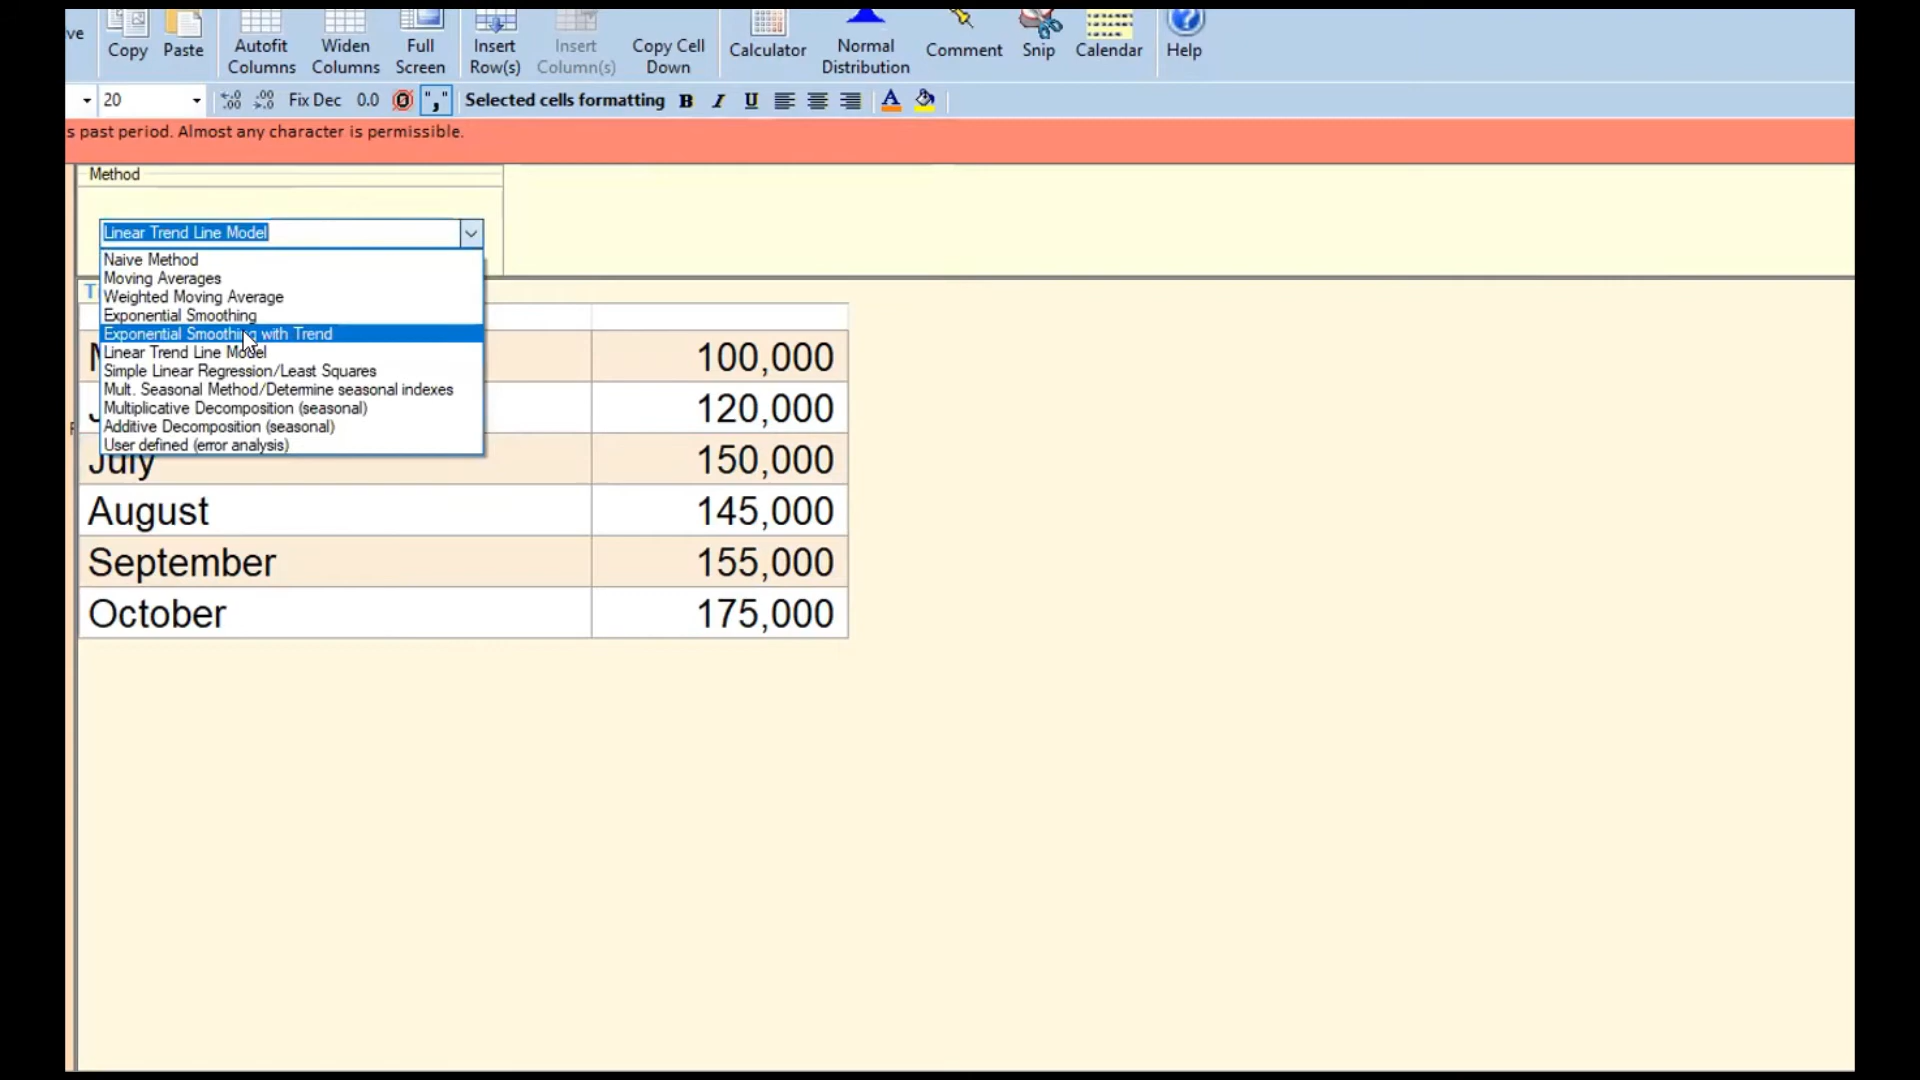 ve
Copy
Paste
Autofit
Columns
Widen
Columns
Full
Screen
Insert
Row(s)
Insert
Column(s)
Copy Cell
Down
Calculator
Normal
Distribution
Comment
Snip
Calendar
Help
20
Fix Dec
0.0
Selected cells formatting
B I U A
s past period. Almost any character is permissible.
Method
Linear Trend Line Model
Naive Method
Moving Averages
Weighted Moving Average
Exponential Smoothing
Exponential Smoothing with Trend
Linear Trend Line Model
Simple Linear Regression/Least Squares
Mult. Seasonal Method/Determine seasonal indexes
Multiplicative Decomposition (seasonal)
Additive Decomposition (seasonal)
User defined (error analysis)
100,000
120,000
July 150,000
August 145,000
September 155,000
October 175,000